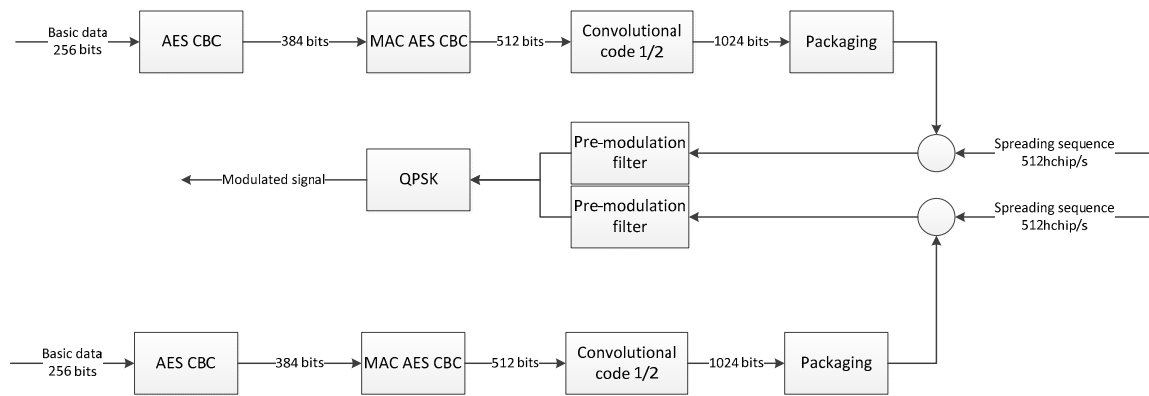 Basic data
256 bits
AES CBC
384 bits
MAC AES CBC
512 bits
Convolutional
code 1/2
1024 bits
Packaging
Pre-modulation
filter
Spreading sequence
512hchip/s
Modulated signal
QPSK
Pre-modulation
filter
Spreading sequence
512hchip/s
Basic data
256 bits
AES CBC
384 bits
MAC AES CBC
512 bits
Convolutional
code 1/2
1024 bits
Packaging